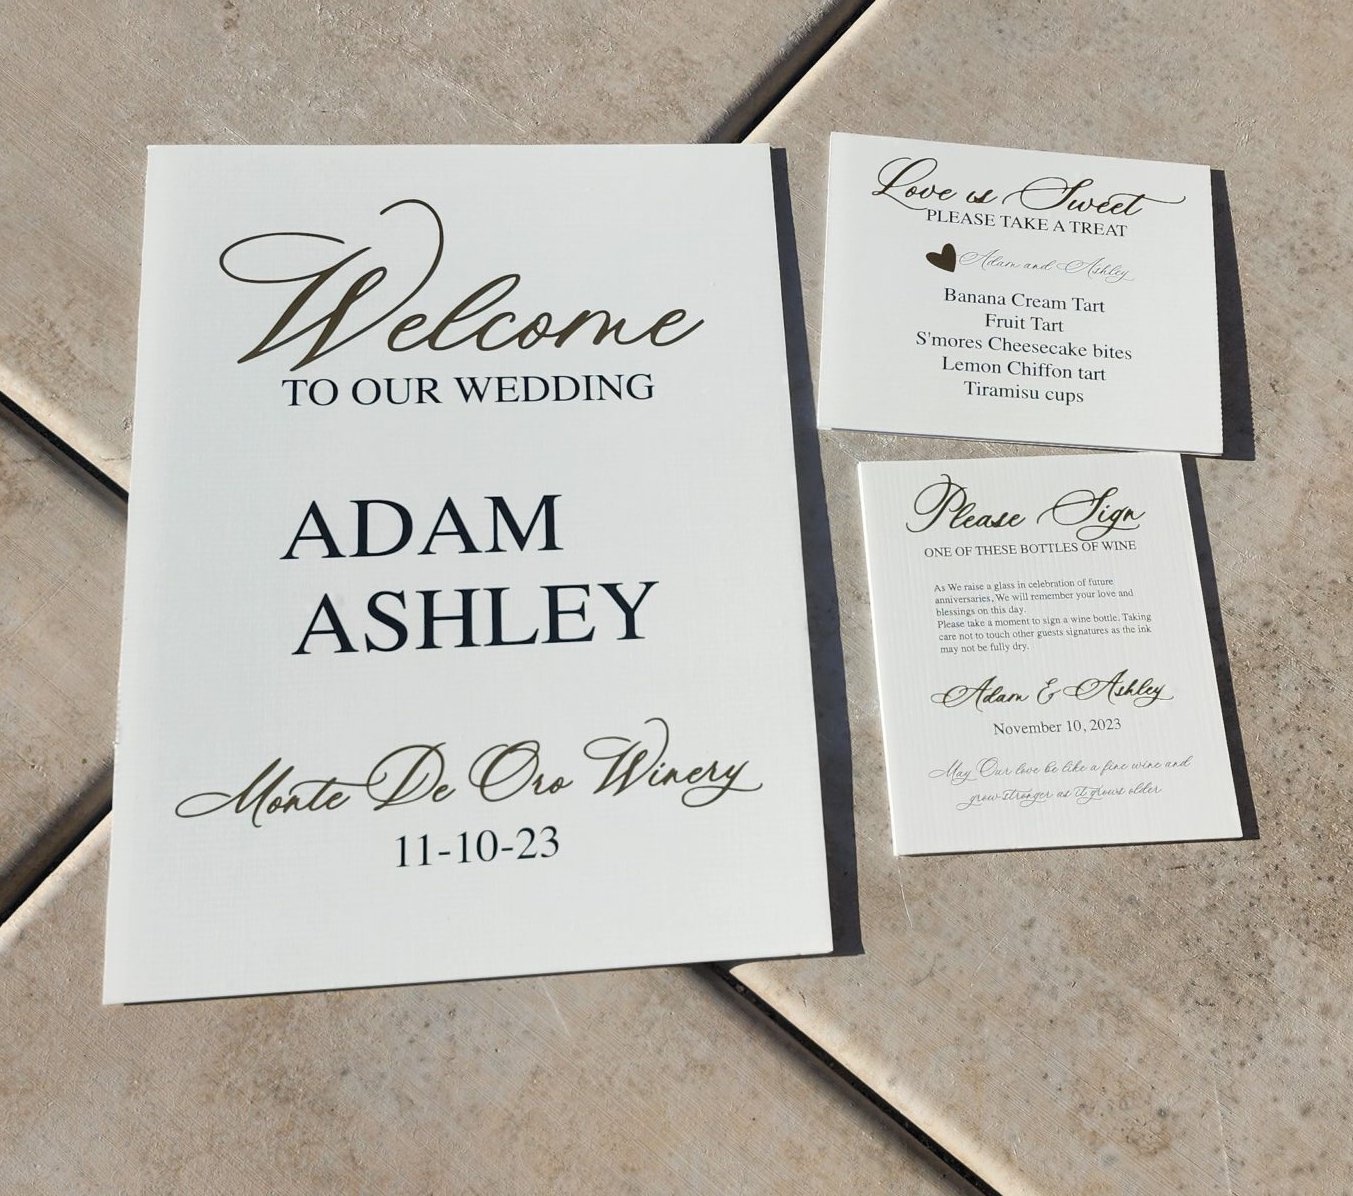 Welcome
TO OUR WEDDING
ADAM
ASHLEY
Monte De Oro Winery
11-10-23
Love is Sweet
PLEASE TAKE A TREAT
Adam and Ashley
Banana Cream Tart
Fruit Tart
S'mores Cheesecake bites
Lemon Chiffon tart
Tiramisu cups
Please Sign
ONE OF THESE BOTTLES OF WINE
As We raise a glass in celebration of future
anniversaries, We will remember your love and
blessings on this day.
Please take a moment to sign a wine bottle. Taking
care not to touch other guests signatures as the ink
may not be fully dry.
Adam & Ashley
November 10, 2023
May Our love be like a fine wine and
grow stronger as it grows older